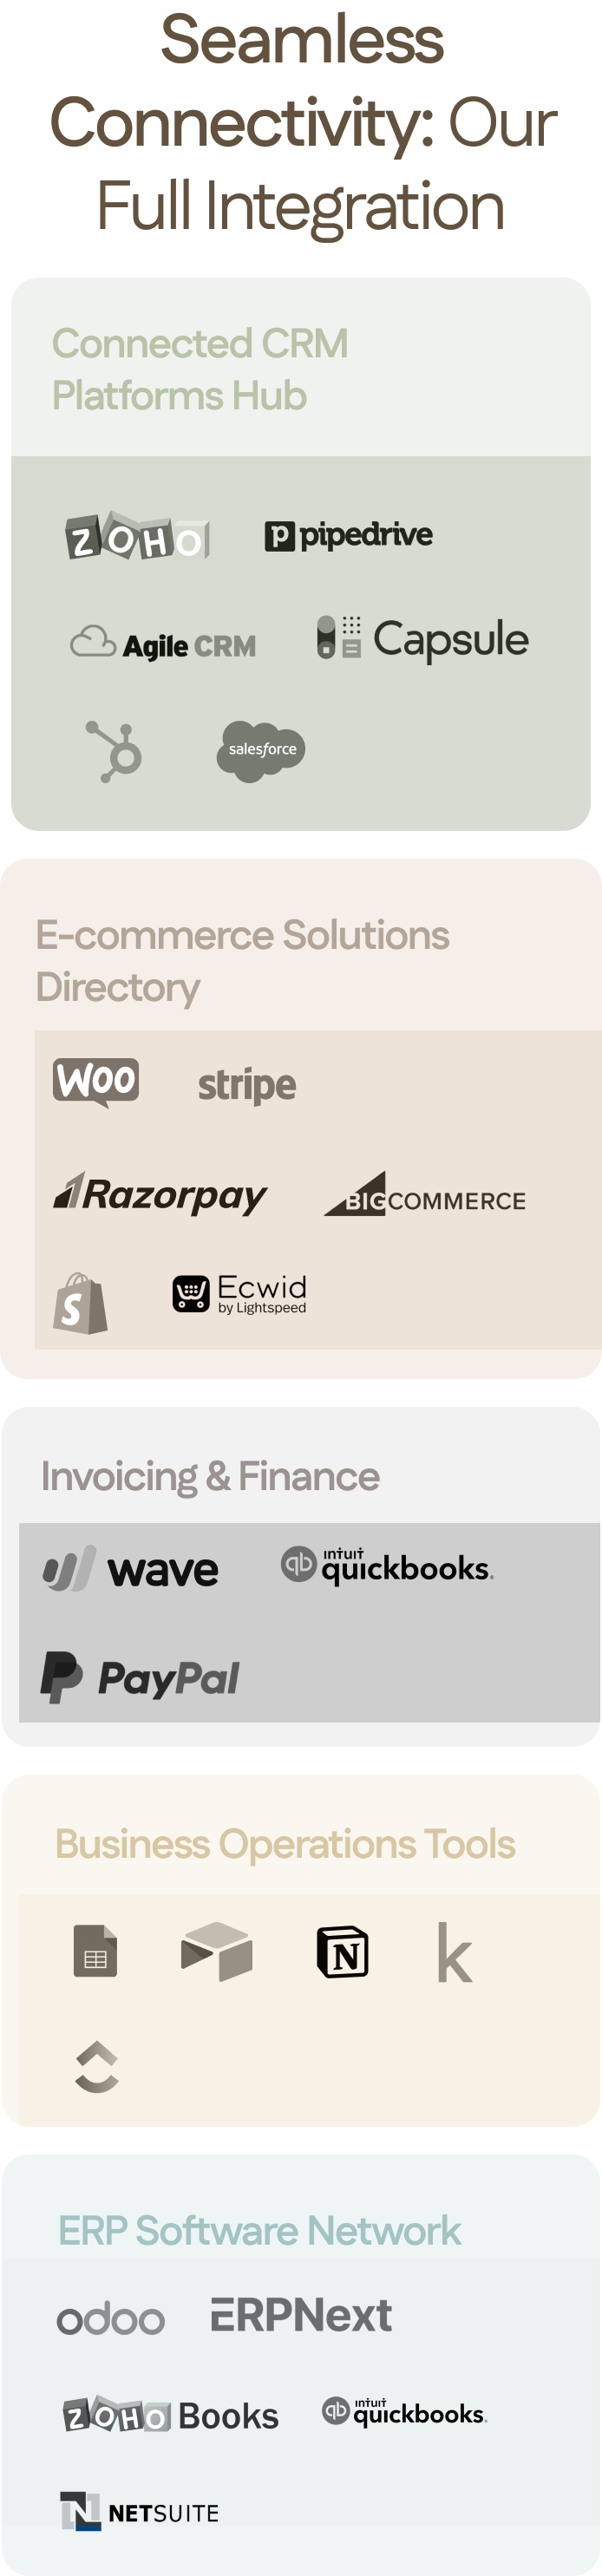 Seamless
Connectivity: Our
Full Integration
Connected CRM
Platforms Hub
ZOHO pipedrive
Agile CRM Capsule
salesforce
E-commerce Solutions
Directory
Woo stripe
Razorpay BIGCOMMERCE
S Ecwid
by Lightspeed
Invoicing & Finance
wave qb intuit quickbooks.
P PayPal
Business Operations Tools
N k
ERP Software Network
odoo ERPNext
ZOHO Books qb intuit quickbooks.
N NETSUITE